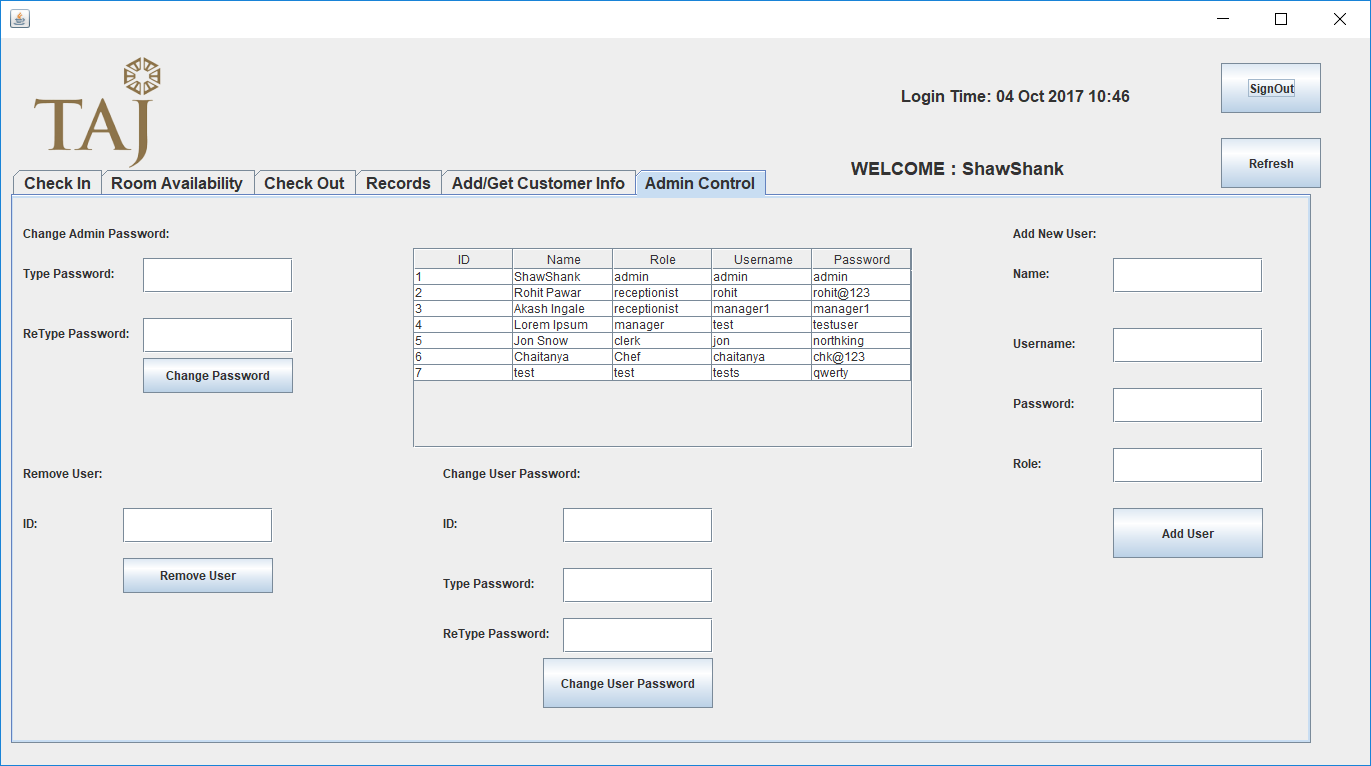 TAJ
Login Time: 04 Oct 2017 10:46
SignOut
WELCOME : ShawShank
Refresh
Check In Room Availability Check Out Records Add/Get Customer Info Admin Control
Change Admin Password:
Type Password:
ReType Password:
Change Password
ID Name Role Username Password
1 ShawShank admin admin admin
2 Rohit Pawar receptionist rohit rohit@123
3 Akash Ingale receptionist manager1 manager1
4 Lorem Ipsum manager test testuser
5 Jon Snow clerk jon northking
6 Chaitanya Chef chaitanya chk@123
7 test test tests qwerty
Add New User:
Name:
Username:
Password:
Role:
Add User
Remove User:
ID:
Remove User
Change User Password:
ID:
Type Password:
ReType Password:
Change User Password